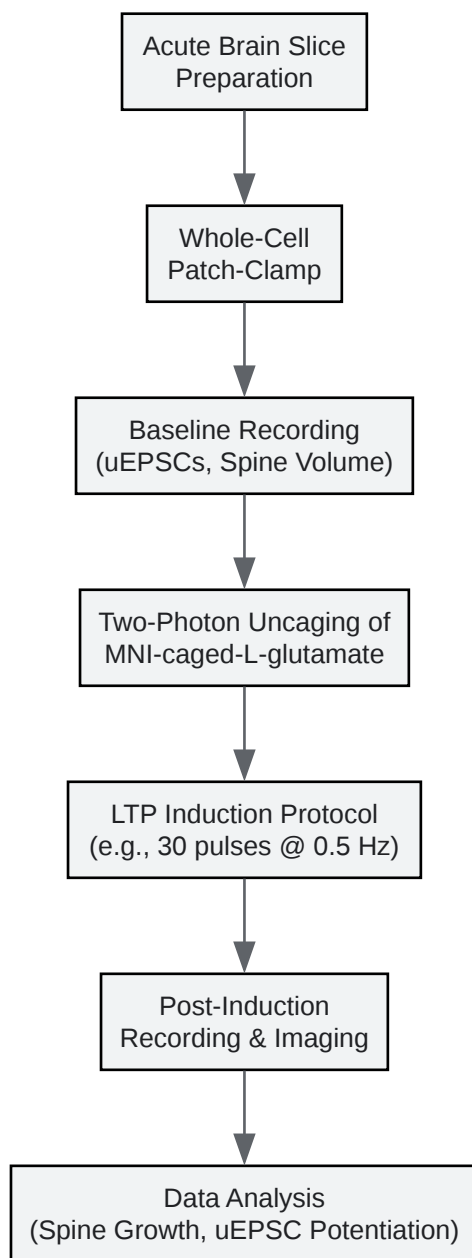 Acute Brain Slice
Preparation
Whole-Cell
Patch-Clamp
Baseline Recording
(uEPSCs, Spine Volume)
Two-Photon Uncaging of
MNI-caged-L-glutamate
LTP Induction Protocol
(e.g., 30 pulses @ 0.5 Hz)
Post-Induction
Recording & Imaging
Data Analysis
(Spine Growth, uEPSC Potentiation)